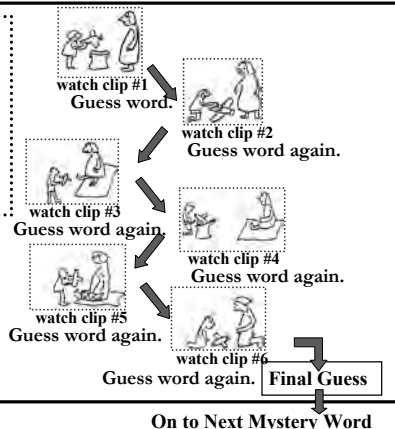 watch clip #1
Guess word.
watch clip #2
Guess word again.
watch clip #3
Guess word again.
watch clip #4
Guess word again.
watch clip #5
Guess word again.
watch clip #6
Guess word again.
Final Guess
On to Next Mystery Word